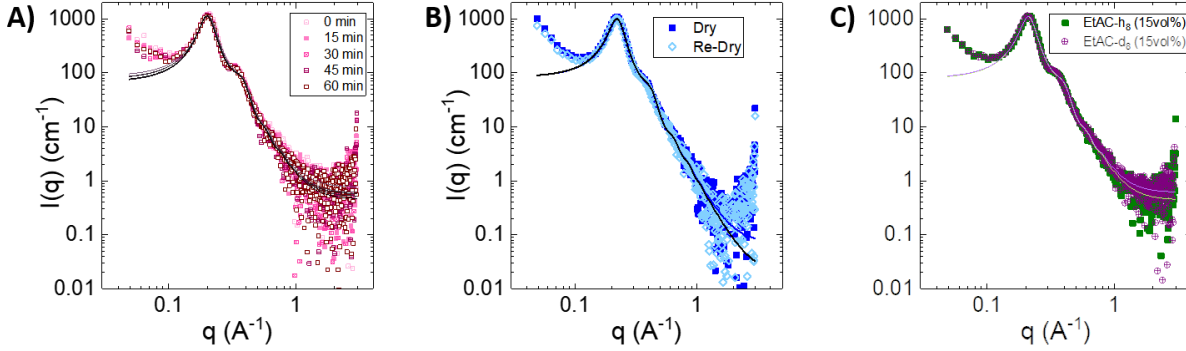 A)
1000
100
10
1
0.1
0.01
I(q) (cm⁻¹)
0.1
1
q (A⁻¹)
0 min
15 min
30 min
45 min
60 min
B)
1000
100
10
1
0.1
0.01
I(q) (cm⁻¹)
0.1
1
q (A⁻¹)
Dry
Re-Dry
C)
1000
100
10
1
0.1
0.01
I(q) (cm⁻¹)
0.1
1
q (A⁻¹)
EtAC-h₈ (15vol%)
EtAC-d₈ (15vol%)